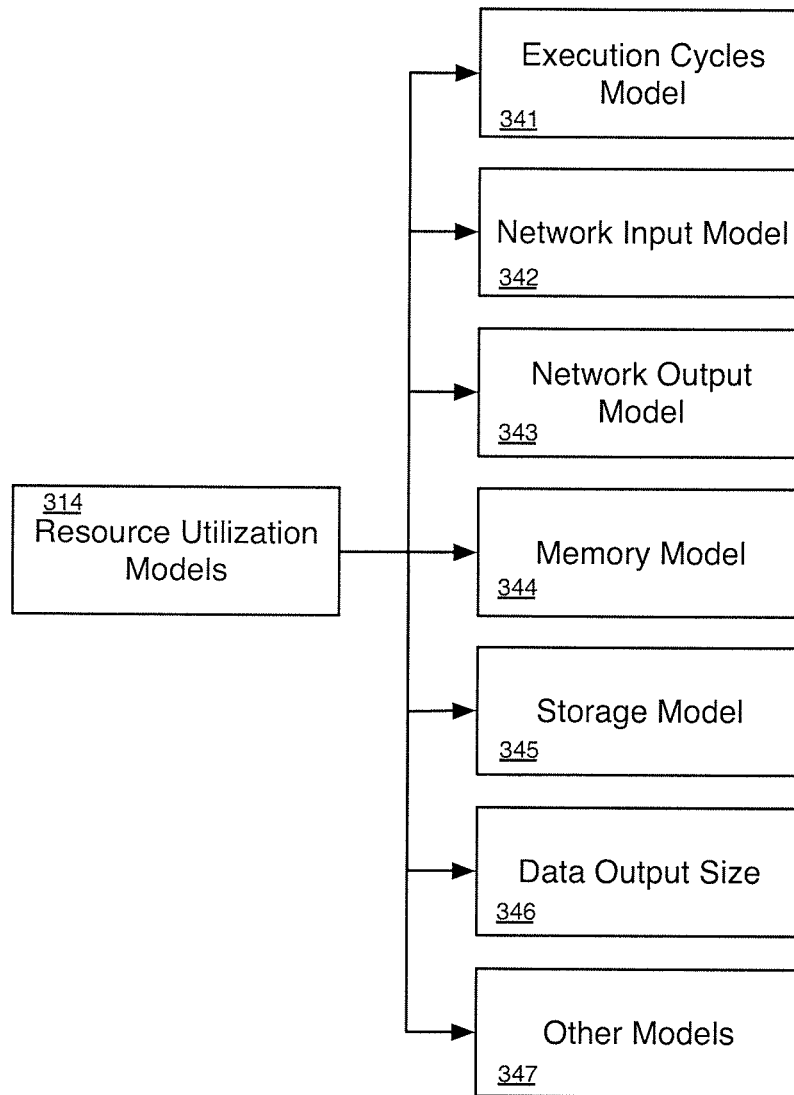 Execution Cycles
Model
341
Network Input Model
342
Network Output
Model
343
314
Resource Utilization
Models
Memory Model
344
Storage Model
345
Data Output Size
346
Other Models
347